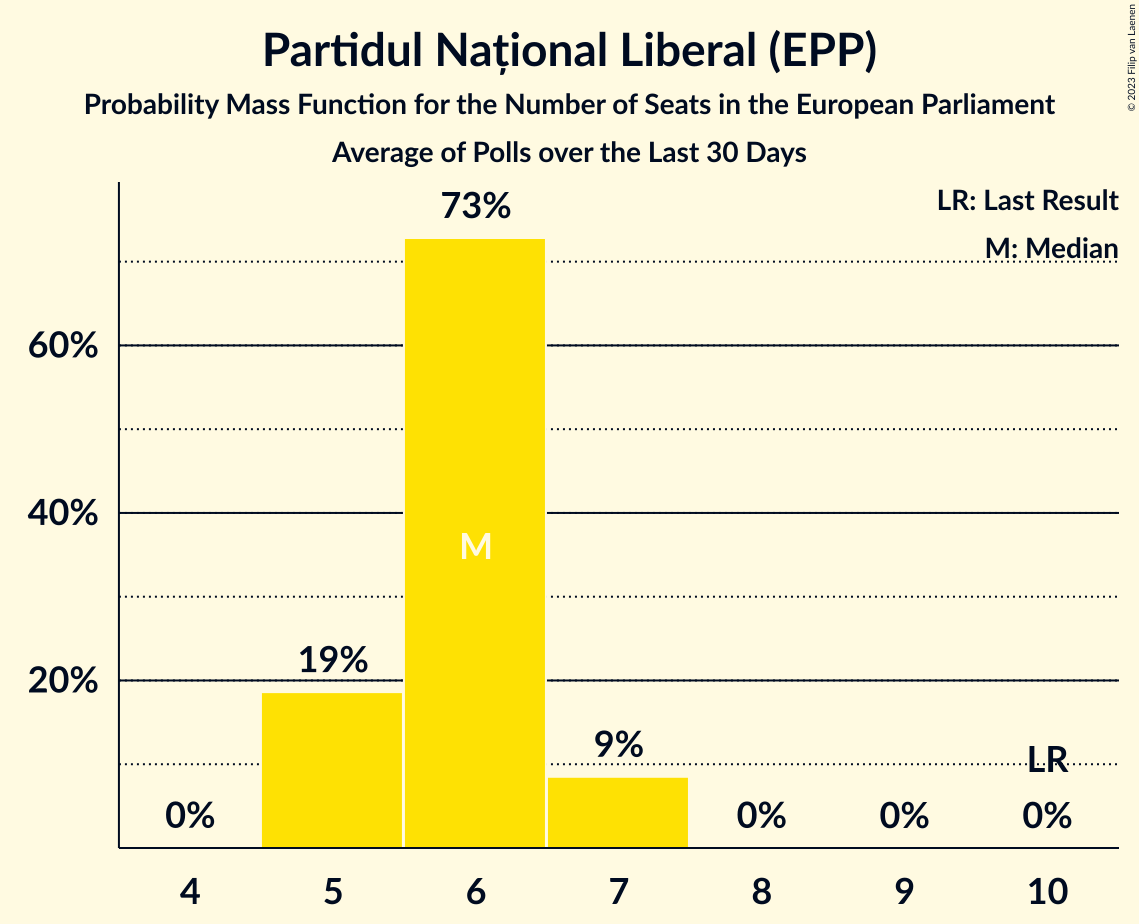 Partidul Național Liberal (EPP)
Probability Mass Function for the Number of Seats in the European Parliament
Average of Polls over the Last 30 Days
© 2023 Filip van Laenen
LR: Last Result
M: Median
73%
60%
40%
M
19%
20%
9%
LR
0%
0%
0%
0%
4
5
6
7
8
9
10